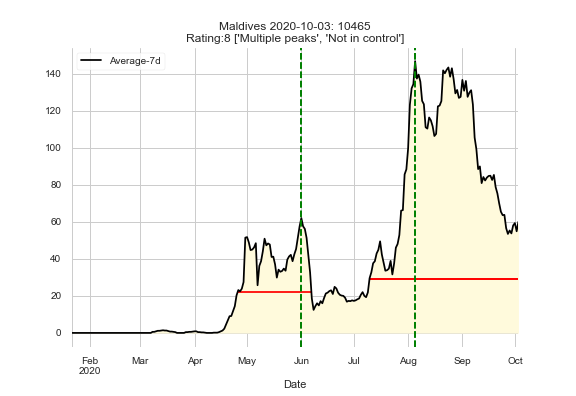 Maldives 2020-10-03: 10465
Rating:8 ['Multiple peaks', 'Not in control']
Average-7d
140
120
100
80
60
40
20
0
Feb Mar Apr May Jun Jul Aug Sep Oct
2020
Date